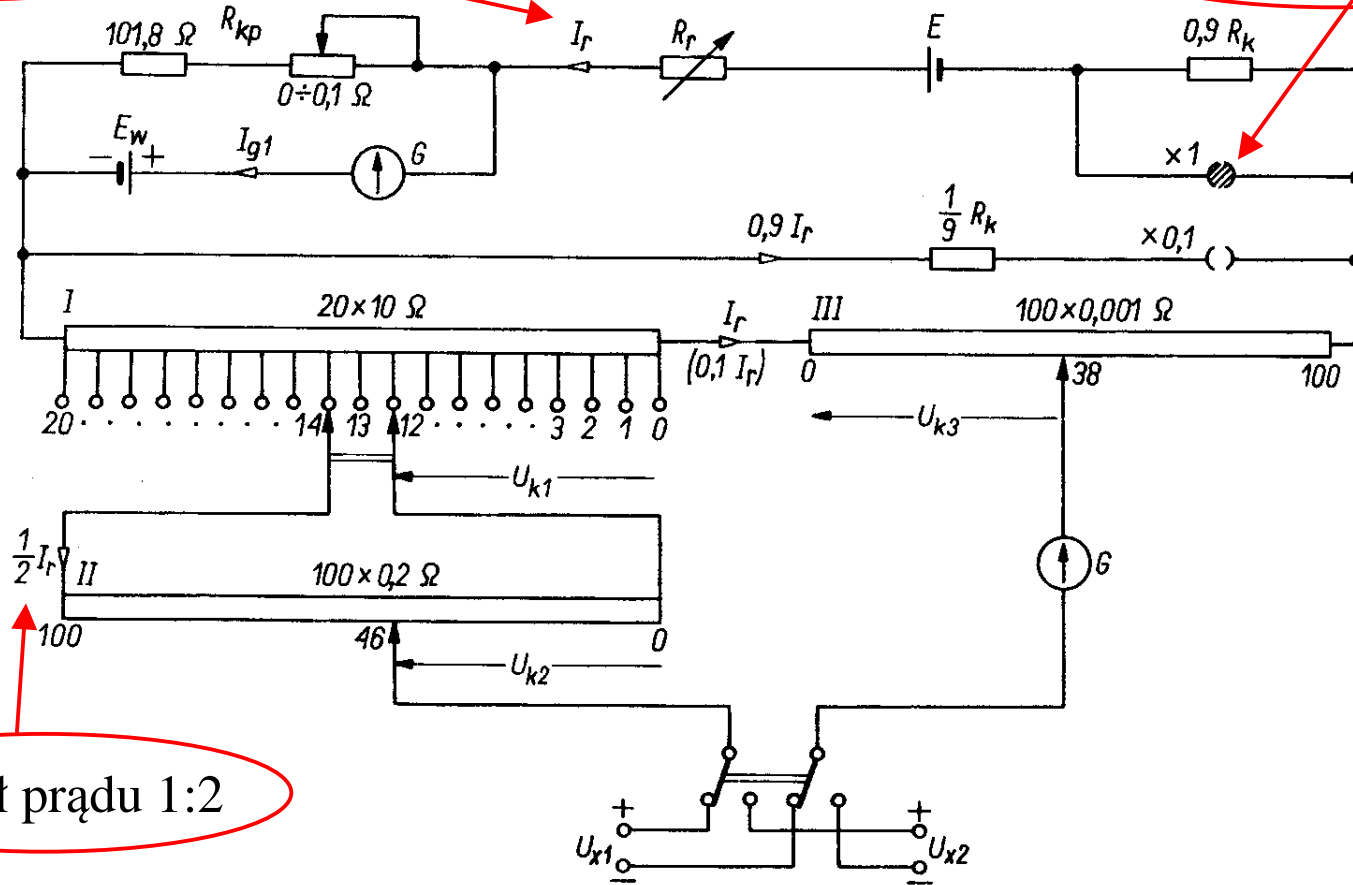 101,8 Ω
R_kp
0÷0,1 Ω
I_r
R_r
E
0,9 R_k
E_w
− +
I_g1
G
×1
0,9 I_r
1/9 R_k
×0,1
I
20×10 Ω
I_r
(0,1 I_r)
III
100×0,001 Ω
0
38
100
20 . . . . . . . . 14 13 12 . . . . . 3 2 1 0
U_k3
U_k1
1/2 I_r
II
100×0,2 Ω
G
100
46
0
U_k2
prądu 1:2
+
+
U_x1
U_x2
−
−